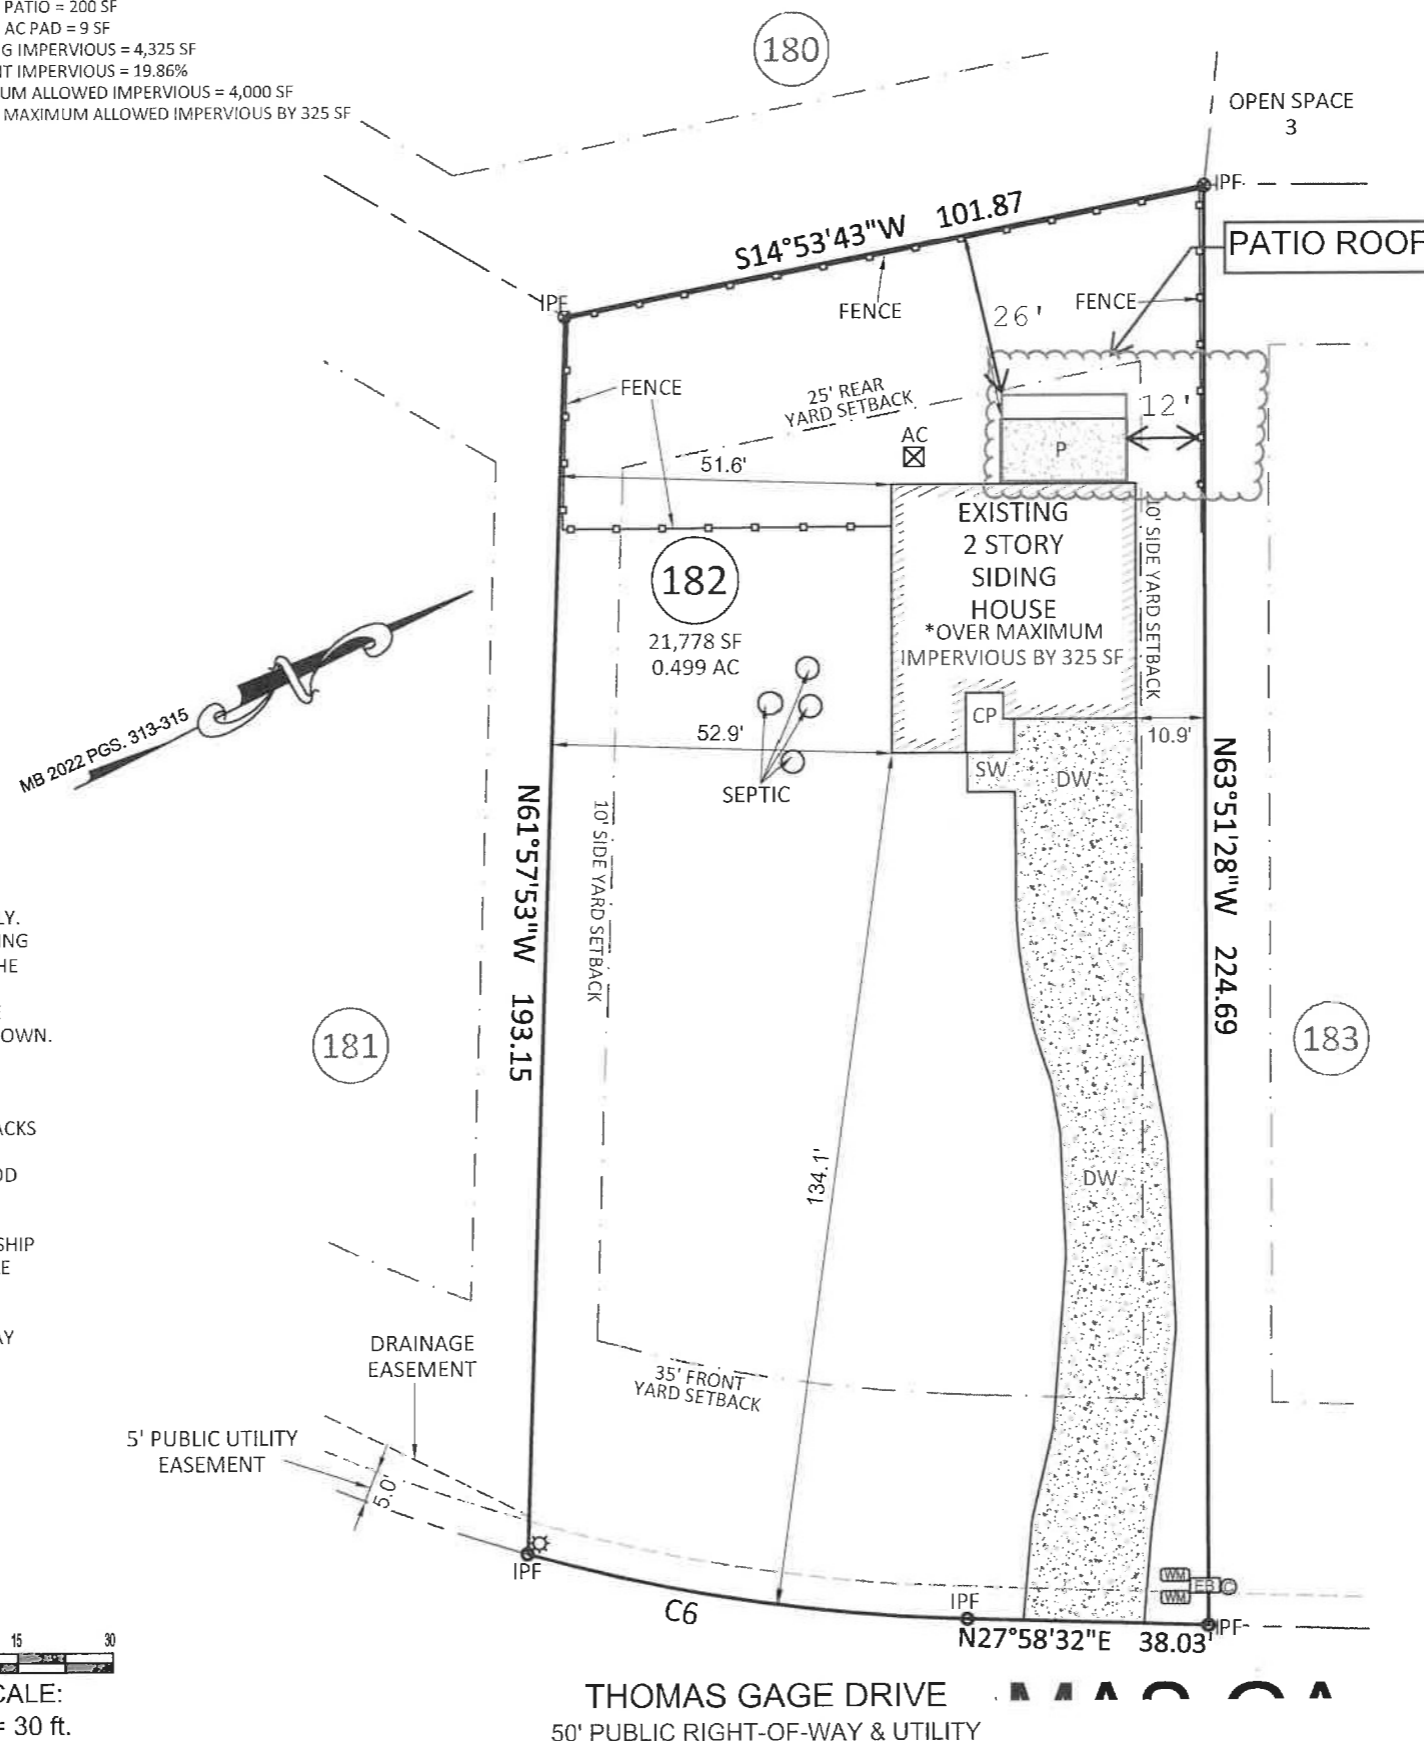 PATIO = 200 SF
AC PAD = 9 SF
G IMPERVIOUS = 4,325 SF
IT IMPERVIOUS = 19.86%
UM ALLOWED IMPERVIOUS = 4,000 SF
MAXIMUM ALLOWED IMPERVIOUS BY 325 SF
180
OPEN SPACE
3
IPF
PATIO ROOF
S14°53'43"W 101.87
IPF
FENCE
FENCE
26'
FENCE
25' REAR
YARD SETBACK
12'
AC
P
51.6'
EXISTING
2 STORY
SIDING
HOUSE
*OVER MAXIMUM
IMPERVIOUS BY 325 SF
10' SIDE YARD SETBACK
182
21,778 SF
0.499 AC
MB 2022 PGS. 313-315
CP
52.9'
10.9'
SW
DW
SEPTIC
N61°57'53"W 193.15
10' SIDE YARD SETBACK
N63°51'28"W 224.69
LY.
ING
HE
OWN.
181
183
ACKS
OD
134.1'
DW
SHIP
E
AY
DRAINAGE
EASEMENT
35' FRONT
YARD SETBACK
5' PUBLIC UTILITY
EASEMENT
5.0'
IPF
WM
EB
C
WM
C6
IPF
IPF
N27°58'32"E 38.03'
15 30
CALE:
= 30 ft.
THOMAS GAGE DRIVE
50' PUBLIC RIGHT-OF-WAY & UTILITY